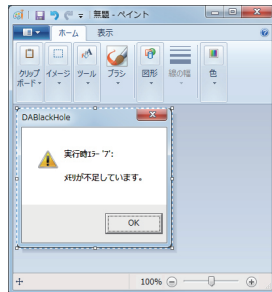 無題 - ペイント
ホーム 表示
クリップボード イメージ ツール ブラシ 図形 線の幅 色
DABlackHole
実行時ｴﾗｰ '7':
ﾒﾓﾘが不足しています。
OK
100%